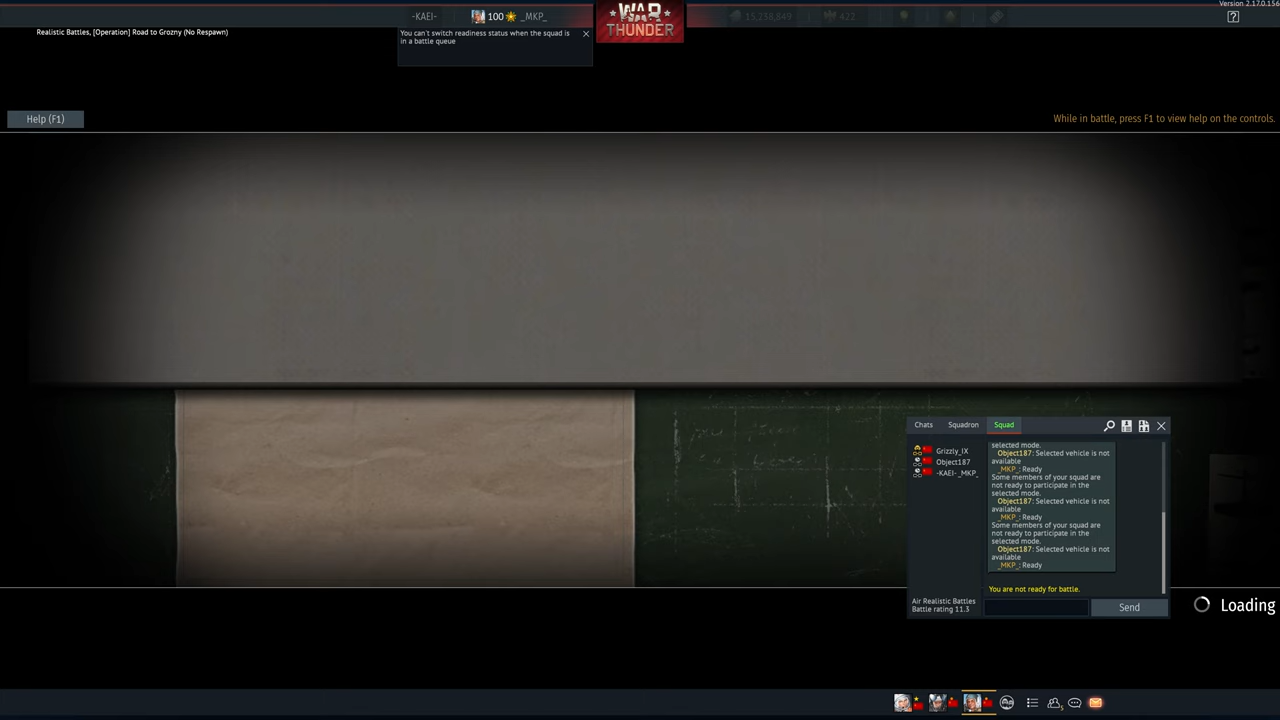 Version 2.17.0.156
-KAEI- 100 _MKP_
WAR THUNDER
15,238,849 422
Realistic Battles, [Operation] Road to Grozny (No Respawn)
You can't switch readiness status when the squad is
in a battle queue
Help (F1)
While in battle, press F1 to view help on the controls.
Chats Squadron Squad
Grizzly_IX
Object187
-KAEI- _MKP_
selected mode.
Object187: Selected vehicle is not
available
_MKP_: Ready
Some members of your squad are
not ready to participate in the
selected mode.
Object187: Selected vehicle is not
available
_MKP_: Ready
Some members of your squad are
not ready to participate in the
selected mode.
Object187: Selected vehicle is not
available
_MKP_: Ready
You are not ready for battle.
Air Realistic Battles
Battle rating 11.3
Send
Loading